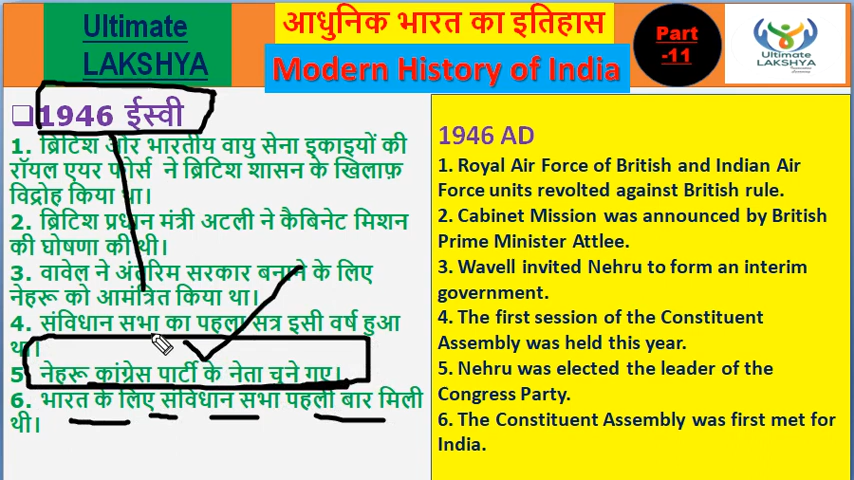 Ultimate
LAKSHYA
आधुनिक भारत का इतिहास
Modern History of India
Part
-11
Ultimate
LAKSHYA
1946 ईस्वी
1. ब्रिटिश और भारतीय वायु सेना इकाइयों की
रॉयल एयर फोर्स ने ब्रिटिश शासन के खिलाफ़
विद्रोह किया था।
2. ब्रिटिश प्रधान मंत्री अटली ने कैबिनेट मिशन
की घोषणा की थी।
3. वावेल ने अंतरिम सरकार बनाने के लिए
नेहरू को आमंत्रित किया था।
4. संविधान सभा का पहला सत्र इसी वर्ष हुआ
था।
5. नेहरू कांग्रेस पार्टी के नेता चुने गए।
6. भारत के लिए संविधान सभा पहली बार मिली
थी।
1946 AD
1. Royal Air Force of British and Indian Air
Force units revolted against British rule.
2. Cabinet Mission was announced by British
Prime Minister Attlee.
3. Wavell invited Nehru to form an interim
government.
4. The first session of the Constituent
Assembly was held this year.
5. Nehru was elected the leader of the
Congress Party.
6. The Constituent Assembly was first met for
India.